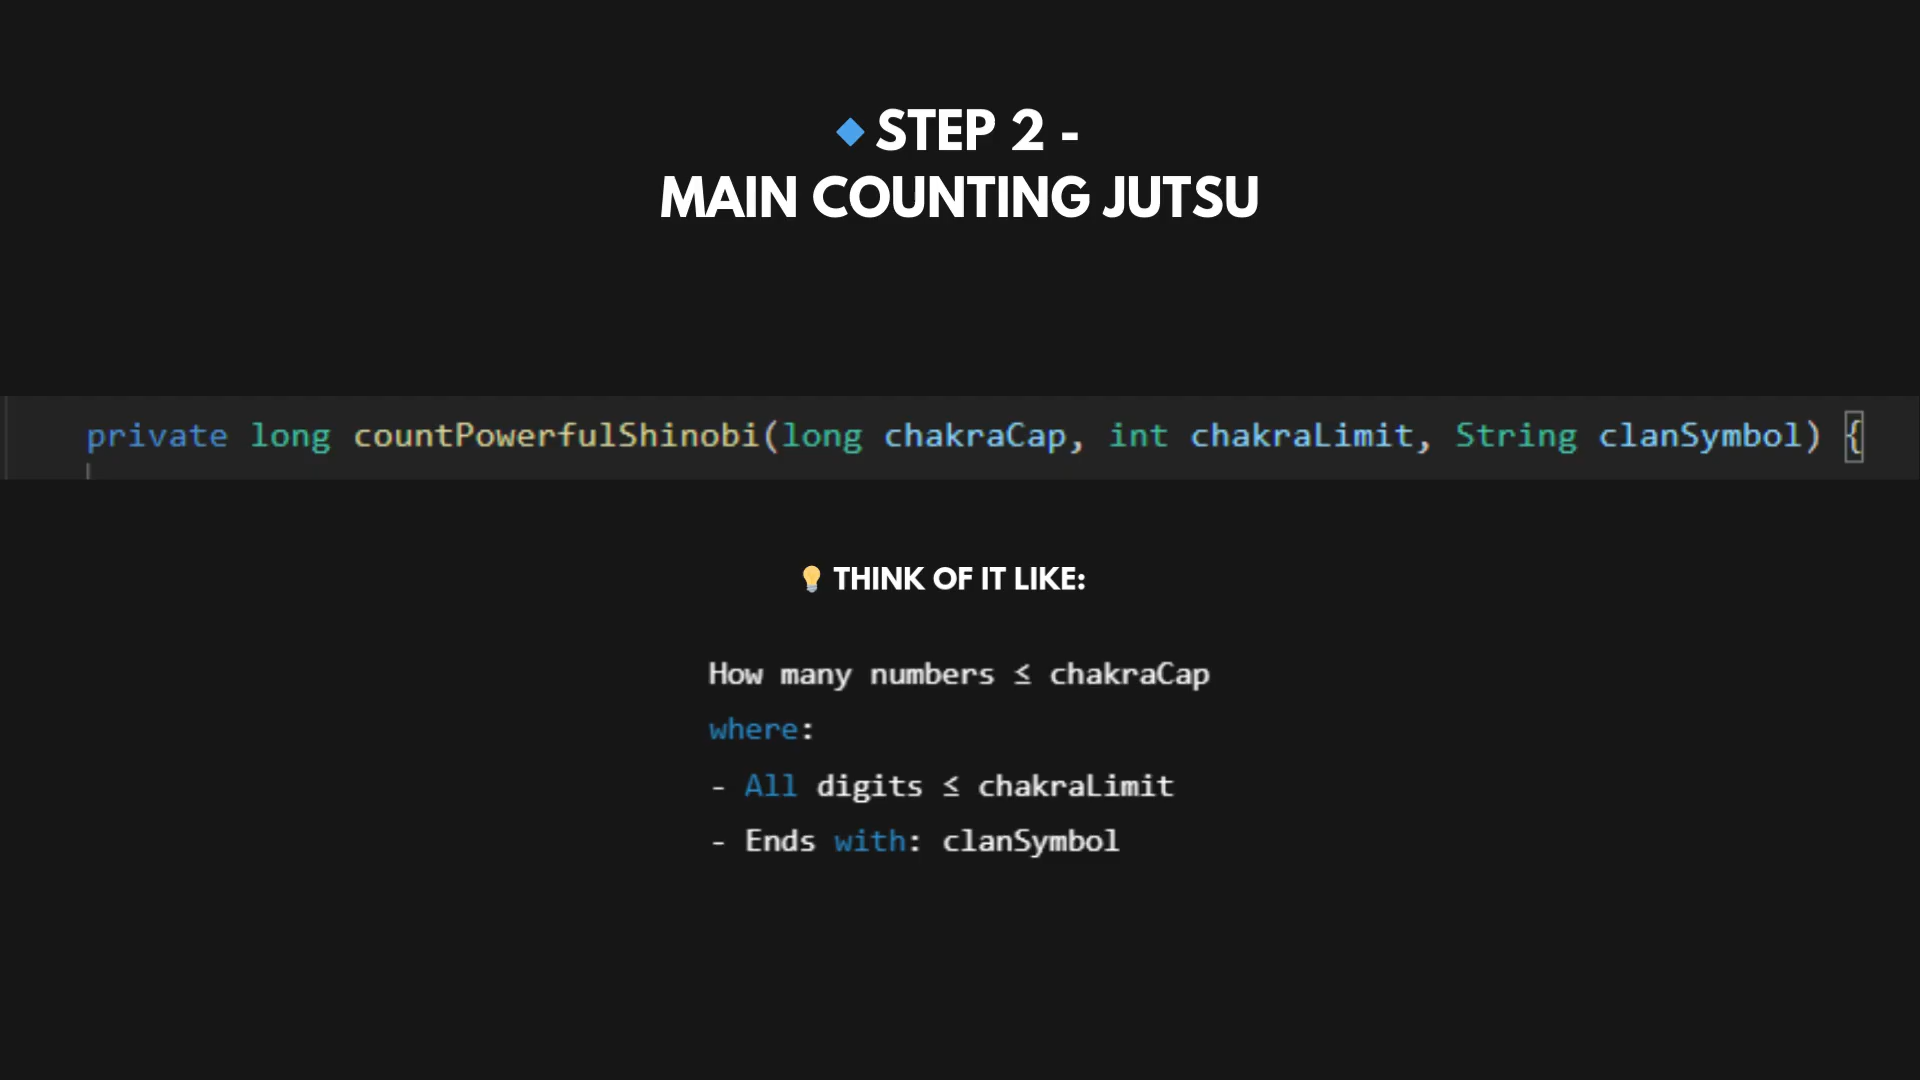 🔹STEP 2 -
MAIN COUNTING JUTSU
private long countPowerfulShinobi(long chakraCap, int chakraLimit, String clanSymbol) {
💡 THINK OF IT LIKE:
How many numbers ≤ chakraCap
where:
- All digits ≤ chakraLimit
- Ends with: clanSymbol